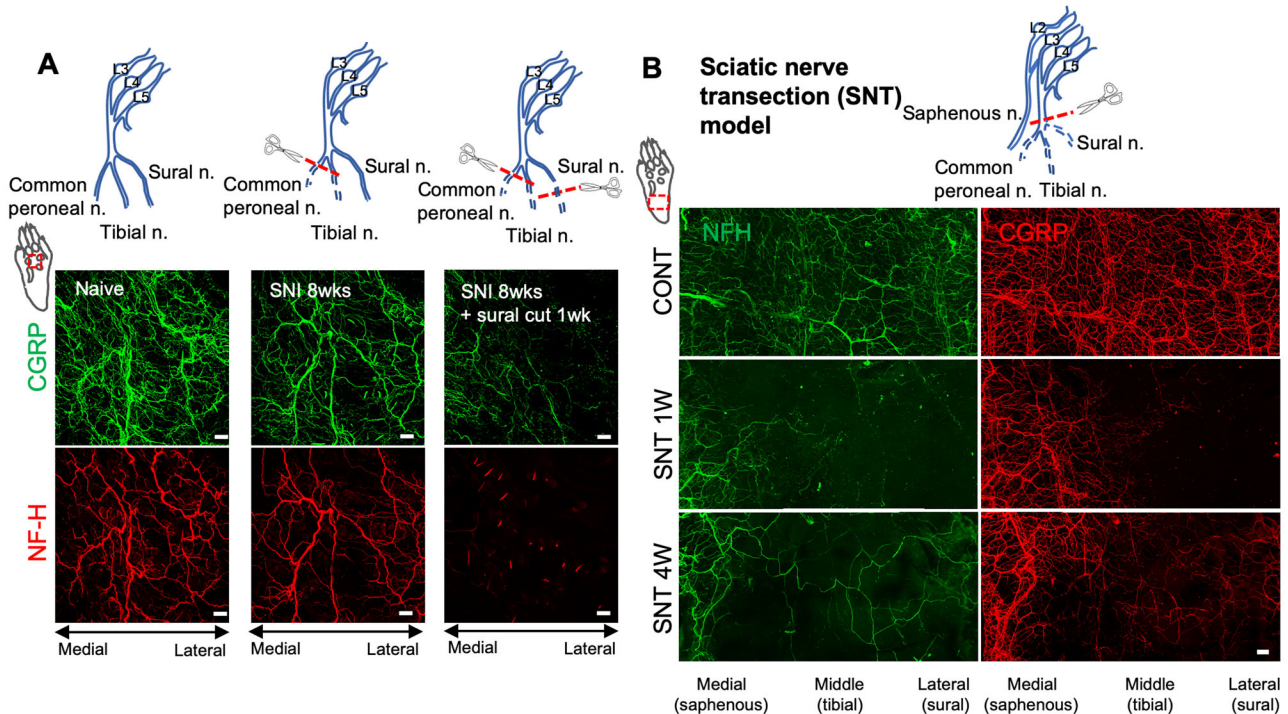 A
L3
L4
L5
Common
peroneal n.
Sural n.
Tibial n.
L3
L4
L5
Common
peroneal n.
Sural n.
Tibial n.
L3
L4
L5
Common
peroneal n.
Sural n.
Tibial n.
CGRP
NF-H
Naive
SNI 8wks
SNI 8wks
+ sural cut 1wk
Medial
Lateral
Medial
Lateral
Medial
Lateral
B
Sciatic nerve
transection (SNT)
model
L2
L3
L4
L5
Saphenous n.
Sural n.
Common
peroneal n.
Tibial n.
NFH
CGRP
CONT
SNT 1W
SNT 4W
Medial
(saphenous)
Middle
(tibial)
Lateral
(sural)
Medial
(saphenous)
Middle
(tibial)
Lateral
(sural)